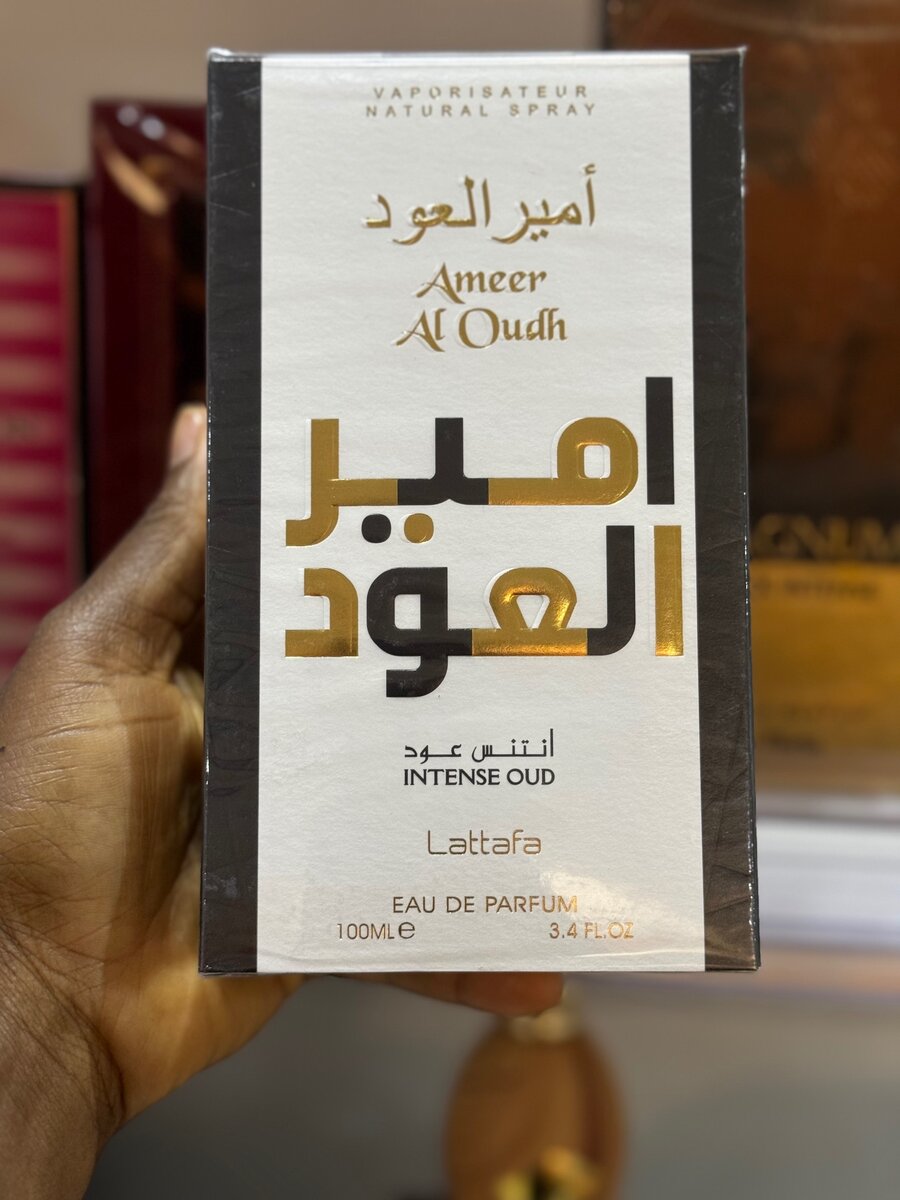 VAPORISATEUR
NATURAL SPRAY
أمير العود
Ameer
Al Oudh
امير
العود
أنتنس عود
INTENSE OUD
Lattafa
EAU DE PARFUM
100ML e 3.4 FL.OZ